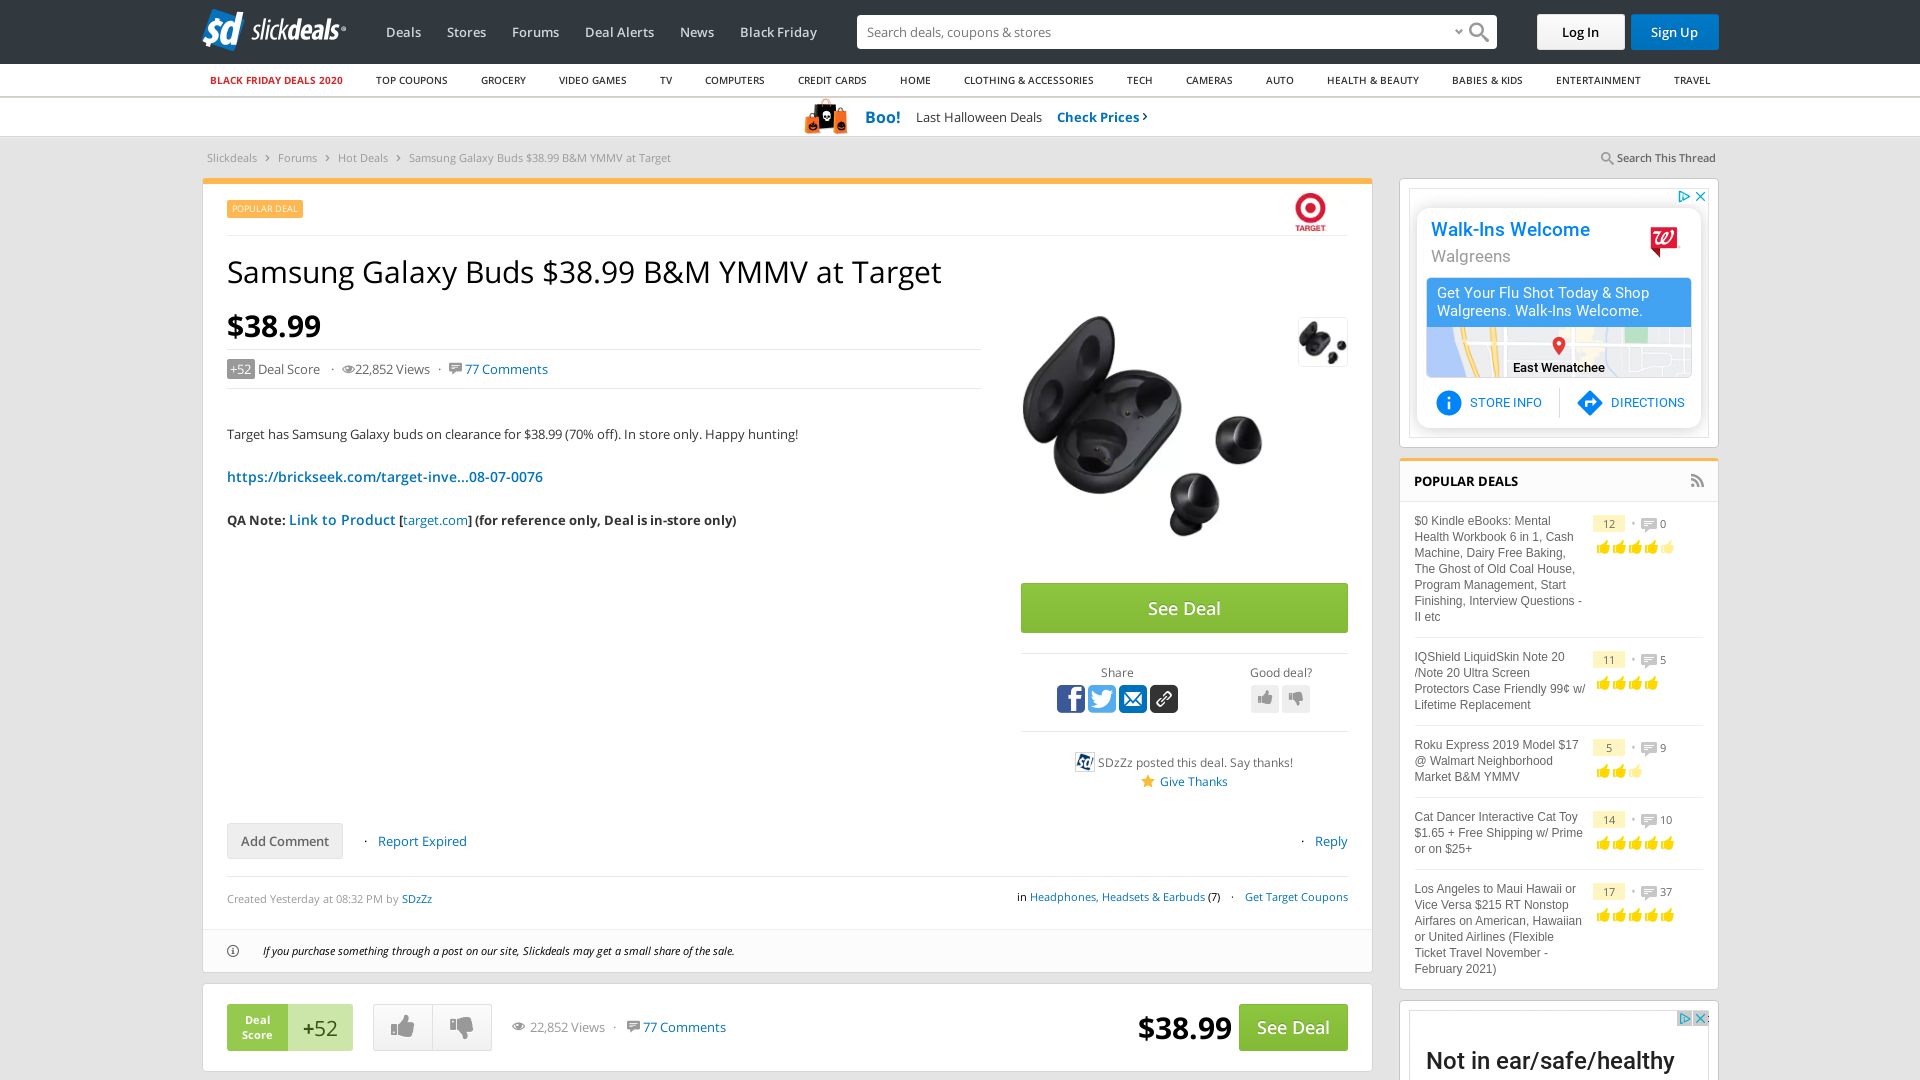 sd slickdeals
Deals Stores Forums Deal Alerts News Black Friday
Search deals, coupons & stores
Log In Sign Up
BLACK FRIDAY DEALS 2020 TOP COUPONS GROCERY VIDEO GAMES TV COMPUTERS CREDIT CARDS HOME CLOTHING & ACCESSORIES TECH CAMERAS AUTO HEALTH & BEAUTY BABIES & KIDS ENTERTAINMENT TRAVEL
Boo! Last Halloween Deals Check Prices ›
Slickdeals › Forums › Hot Deals › Samsung Galaxy Buds $38.99 B&M YMMV at Target
Search This Thread
POPULAR DEAL
TARGET
Samsung Galaxy Buds $38.99 B&M YMMV at Target
$38.99
+52 Deal Score · 22,852 Views · 77 Comments
Target has Samsung Galaxy buds on clearance for $38.99 (70% off). In store only. Happy hunting!
https://brickseek.com/target-inve...08-07-0076
QA Note: Link to Product [target.com] (for reference only, Deal is in-store only)
See Deal
Share
Good deal?
SDzZz posted this deal. Say thanks!
Give Thanks
Add Comment · Report Expired
· Reply
Created Yesterday at 08:32 PM by SDzZz
in Headphones, Headsets & Earbuds (7) · Get Target Coupons
If you purchase something through a post on our site, Slickdeals may get a small share of the sale.
Deal
Score
+52
22,852 Views · 77 Comments
$38.99
See Deal
Walk-Ins Welcome
Walgreens
Get Your Flu Shot Today & Shop
Walgreens. Walk-Ins Welcome.
East Wenatchee
STORE INFO
DIRECTIONS
POPULAR DEALS
$0 Kindle eBooks: Mental
Health Workbook 6 in 1, Cash
Machine, Dairy Free Baking,
The Ghost of Old Coal House,
Program Management, Start
Finishing, Interview Questions -
II etc
12 • 0
IQShield LiquidSkin Note 20
/Note 20 Ultra Screen
Protectors Case Friendly 99¢ w/
Lifetime Replacement
11 • 5
Roku Express 2019 Model $17
@ Walmart Neighborhood
Market B&M YMMV
5 • 9
Cat Dancer Interactive Cat Toy
$1.65 + Free Shipping w/ Prime
or on $25+
14 • 10
Los Angeles to Maui Hawaii or
Vice Versa $215 RT Nonstop
Airfares on American, Hawaiian
or United Airlines (Flexible
Ticket Travel November -
February 2021)
17 • 37
Not in ear/safe/healthy